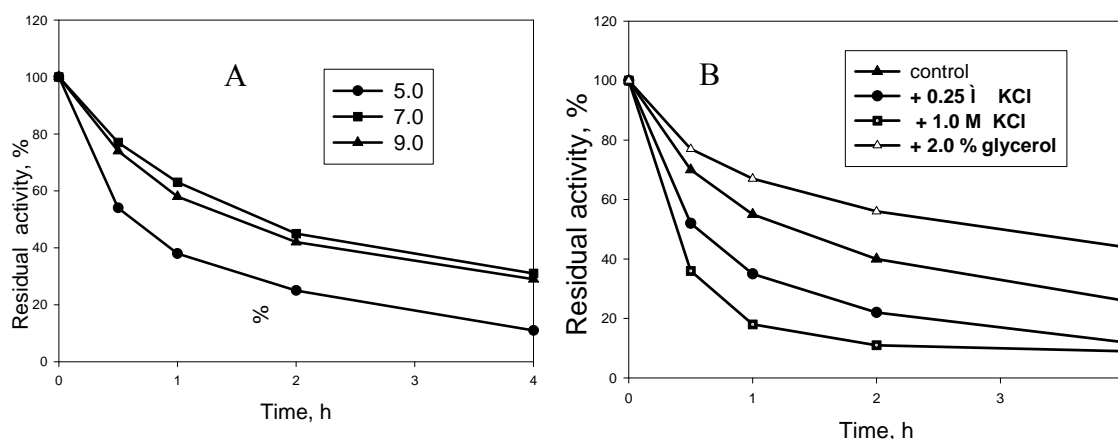 A
Residual activity, %
120
100
80
60
40
20
0
5.0
7.0
9.0
%
0
1
2
3
4
Time, h
B
Residual activity, %
120
100
80
60
40
20
0
control
+ 0.25 Ì KCl
+ 1.0 M KCl
+ 2.0 % glycerol
0
1
2
3
Time, h